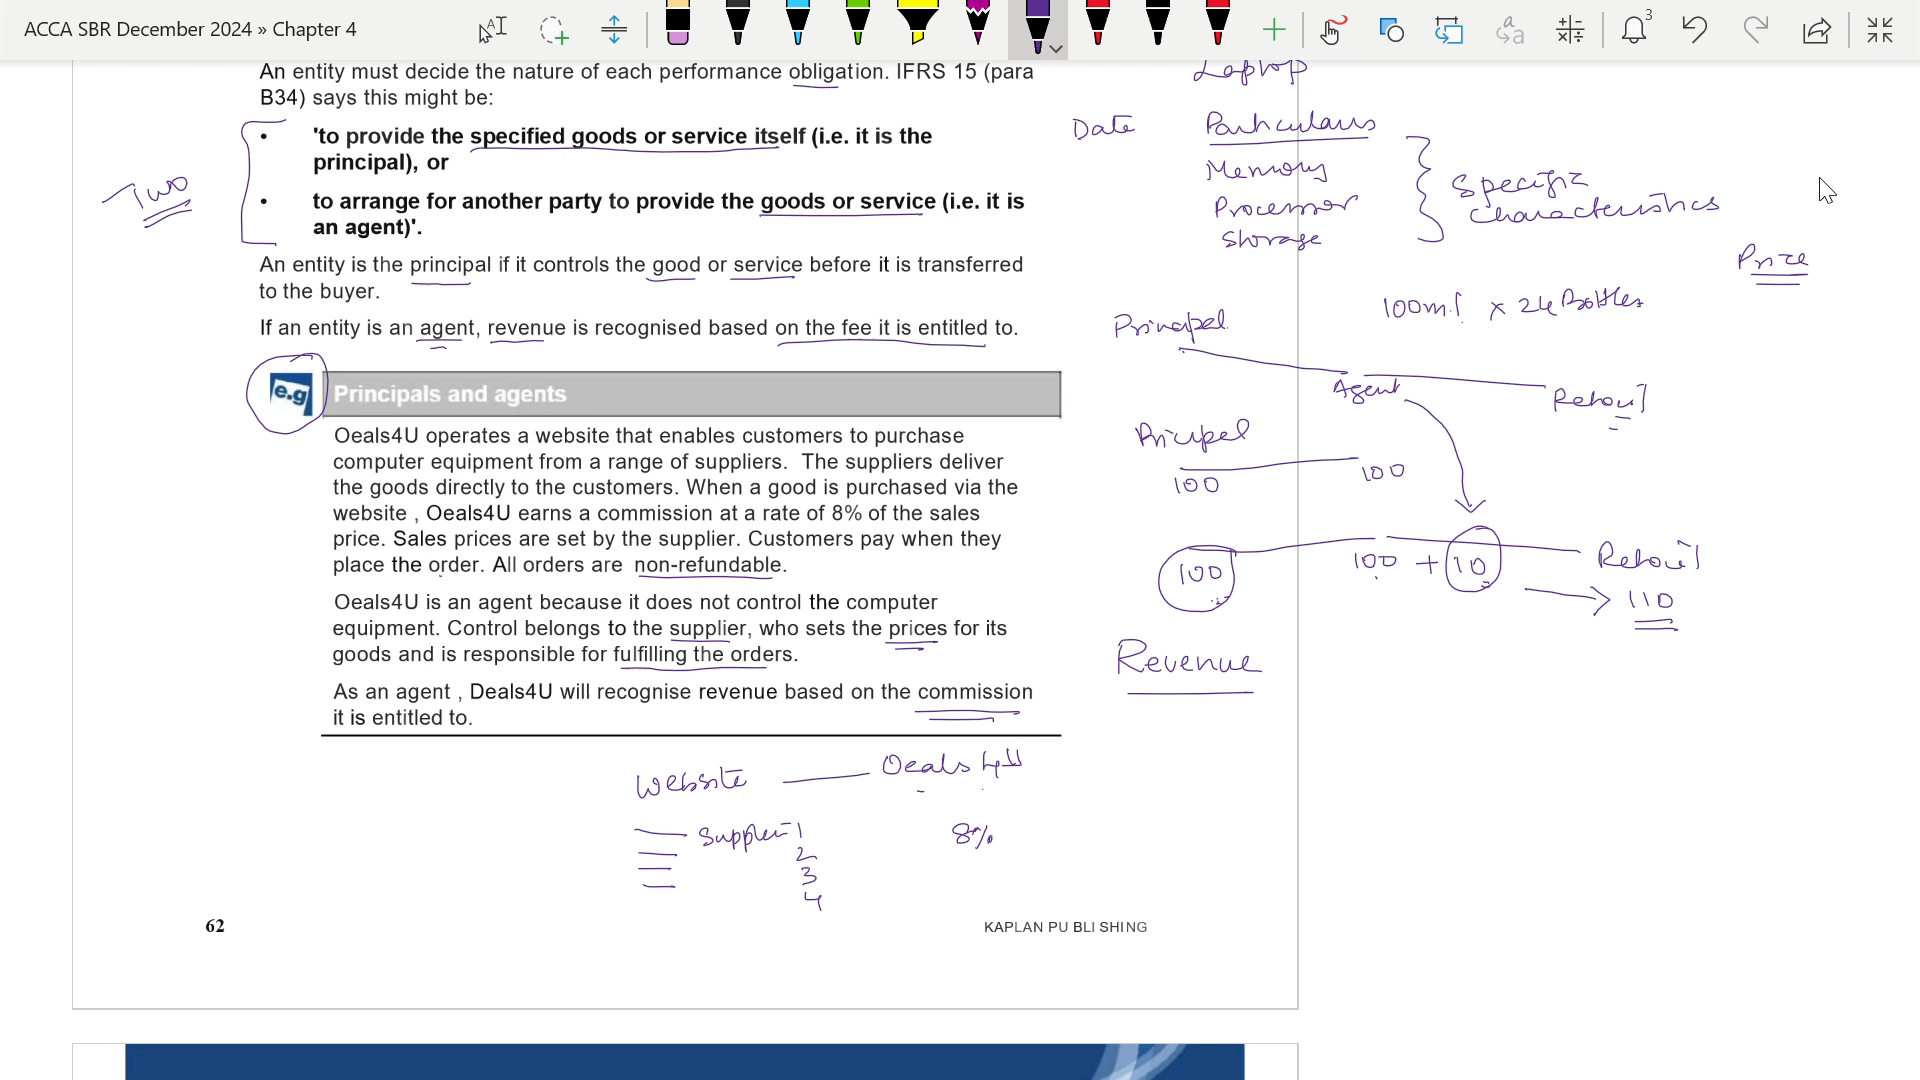 ACCA SBR December 2024 » Chapter 4
3
An entity must decide the nature of each performance obligation. IFRS 15 (para
B34) says this might be:
• 'to provide the specified goods or service itself (i.e. it is the
principal), or
• to arrange for another party to provide the goods or service (i.e. it is
an agent)'.
Two
An entity is the principal if it controls the good or service before it is transferred
to the buyer.
If an entity is an agent, revenue is recognised based on the fee it is entitled to.
e.g
Principals and agents
Oeals4U operates a website that enables customers to purchase
computer equipment from a range of suppliers. The suppliers deliver
the goods directly to the customers. When a good is purchased via the
website , Oeals4U earns a commission at a rate of 8% of the sales
price. Sales prices are set by the supplier. Customers pay when they
place the order. All orders are non-refundable.
Oeals4U is an agent because it does not control the computer
equipment. Control belongs to the supplier, who sets the prices for its
goods and is responsible for fulfilling the orders.
As an agent , Deals4U will recognise revenue based on the commission
it is entitled to.
Website Oeals 4U
Supplier 1 8%
2
3
4
62
KAPLAN PU BLI SHING
Laptop
Date Particulars
Memory
Processor
Storage
Specific
Characteristics
Price
100ml x 24 Bottles
Principal
Agent
Retail
Principal
100 100
100 100 + 10 Retail
110
Revenue